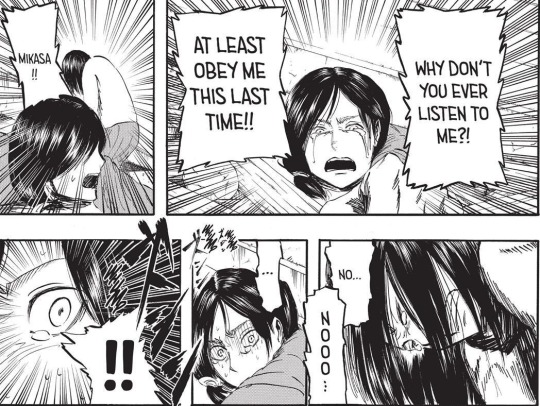 WHY DON'T
YOU EVER
LISTEN TO
ME?!
AT LEAST
OBEY ME
THIS LAST
TIME!!
MIKASA
!!
NO...
NOOO...
...
!!